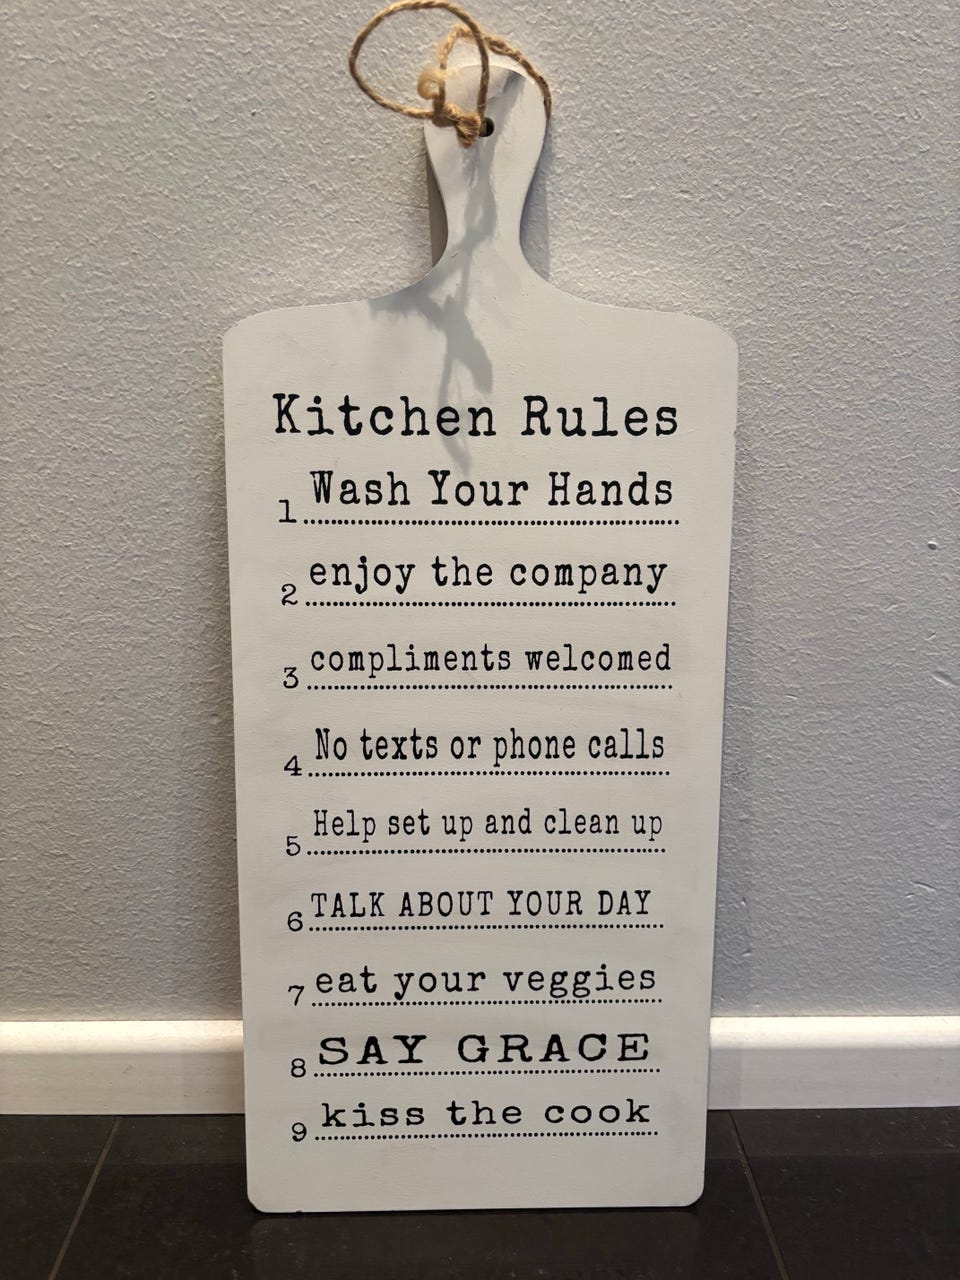 Kitchen Rules
1 Wash Your Hands
2 enjoy the company
3 compliments welcomed
4 No texts or phone calls
5 Help set up and clean up
6 TALK ABOUT YOUR DAY
7 eat your veggies
8 SAY GRACE
9 kiss the cook